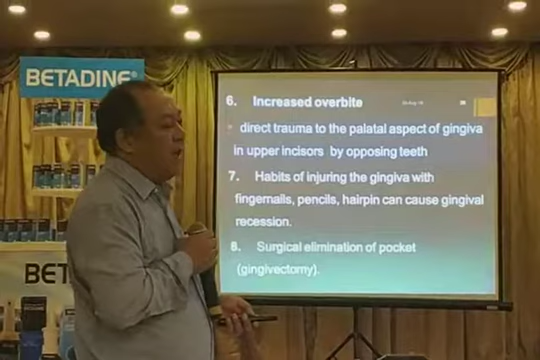 BETADINE®
6. Increased overbite
direct trauma to the palatal aspect of gingiva
in upper incisors by opposing teeth
7. Habits of injuring the gingiva with
fingernails, pencils, hairpin can cause gingival
recession.
8. Surgical elimination of pocket
(gingivectomy).
BET